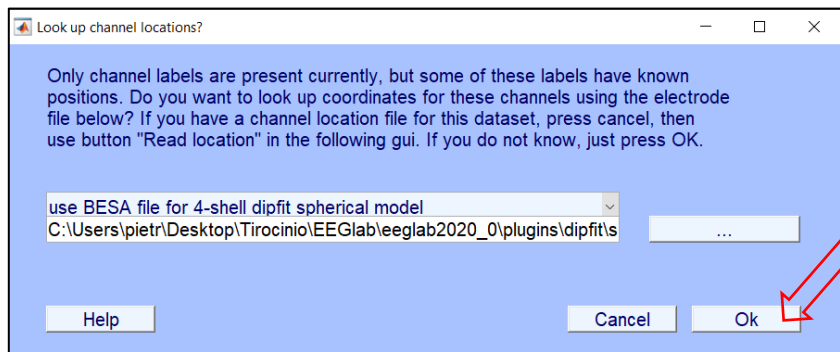 Look up channel locations?
Only channel labels are present currently, but some of these labels have known
positions. Do you want to look up coordinates for these channels using the electrode
file below? If you have a channel location file for this dataset, press cancel, then
use button "Read location" in the following gui. If you do not know, just press OK.
use BESA file for 4-shell dipfit spherical model
C:\Users\pietr\Desktop\Tirocinio\EEGlab\eeglab2020_0\plugins\dipfit\s
...
Help
Cancel
Ok